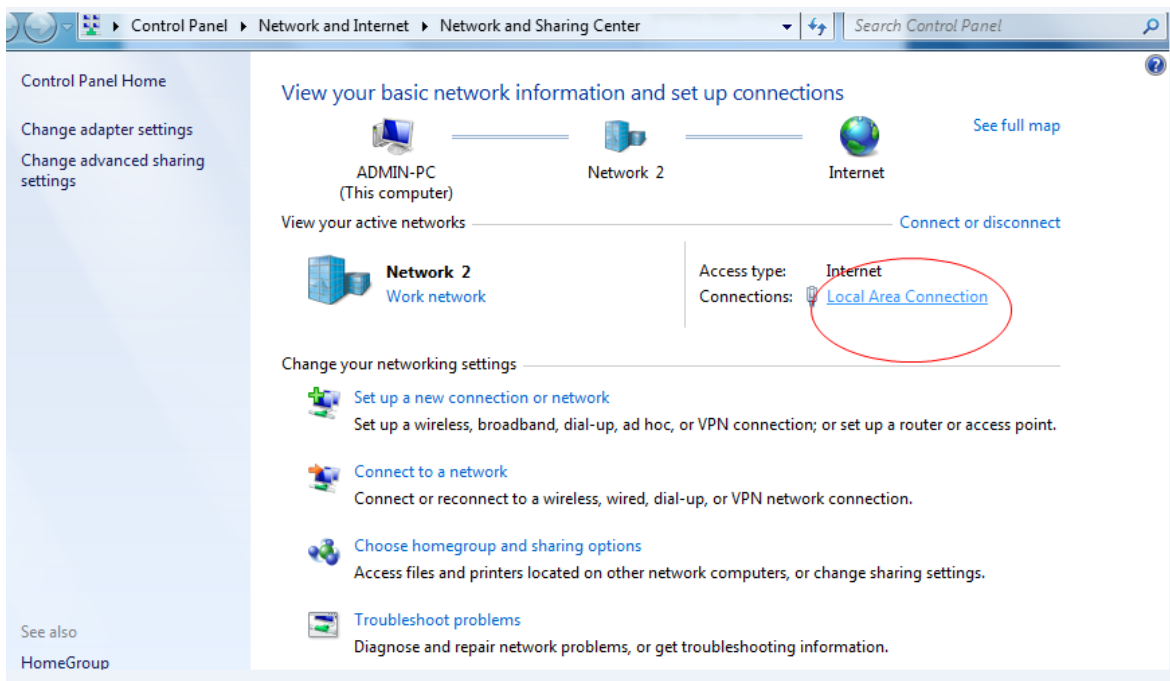 Control Panel ▸ Network and Internet ▸ Network and Sharing Center
Search Control Panel
Control Panel Home
Change adapter settings
Change advanced sharing
settings
View your basic network information and set up connections
See full map
ADMIN-PC
(This computer)
Network 2
Internet
View your active networks
Connect or disconnect
Network 2
Work network
Access type: Internet
Connections: Local Area Connection
Change your networking settings
Set up a new connection or network
Set up a wireless, broadband, dial-up, ad hoc, or VPN connection; or set up a router or access point.
Connect to a network
Connect or reconnect to a wireless, wired, dial-up, or VPN network connection.
Choose homegroup and sharing options
Access files and printers located on other network computers, or change sharing settings.
Troubleshoot problems
Diagnose and repair network problems, or get troubleshooting information.
See also
HomeGroup